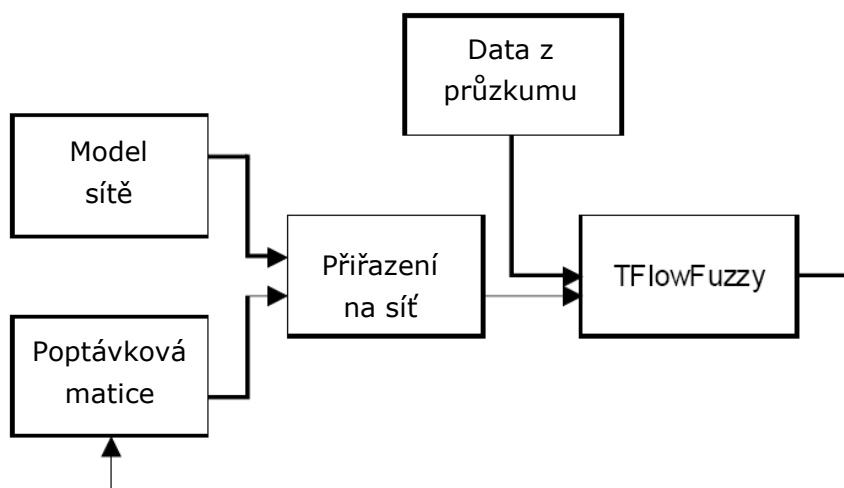 Data z
průzkumu
Model
sítě
Přiřazení
na síť
TFlowFuzzy
Poptávková
matice